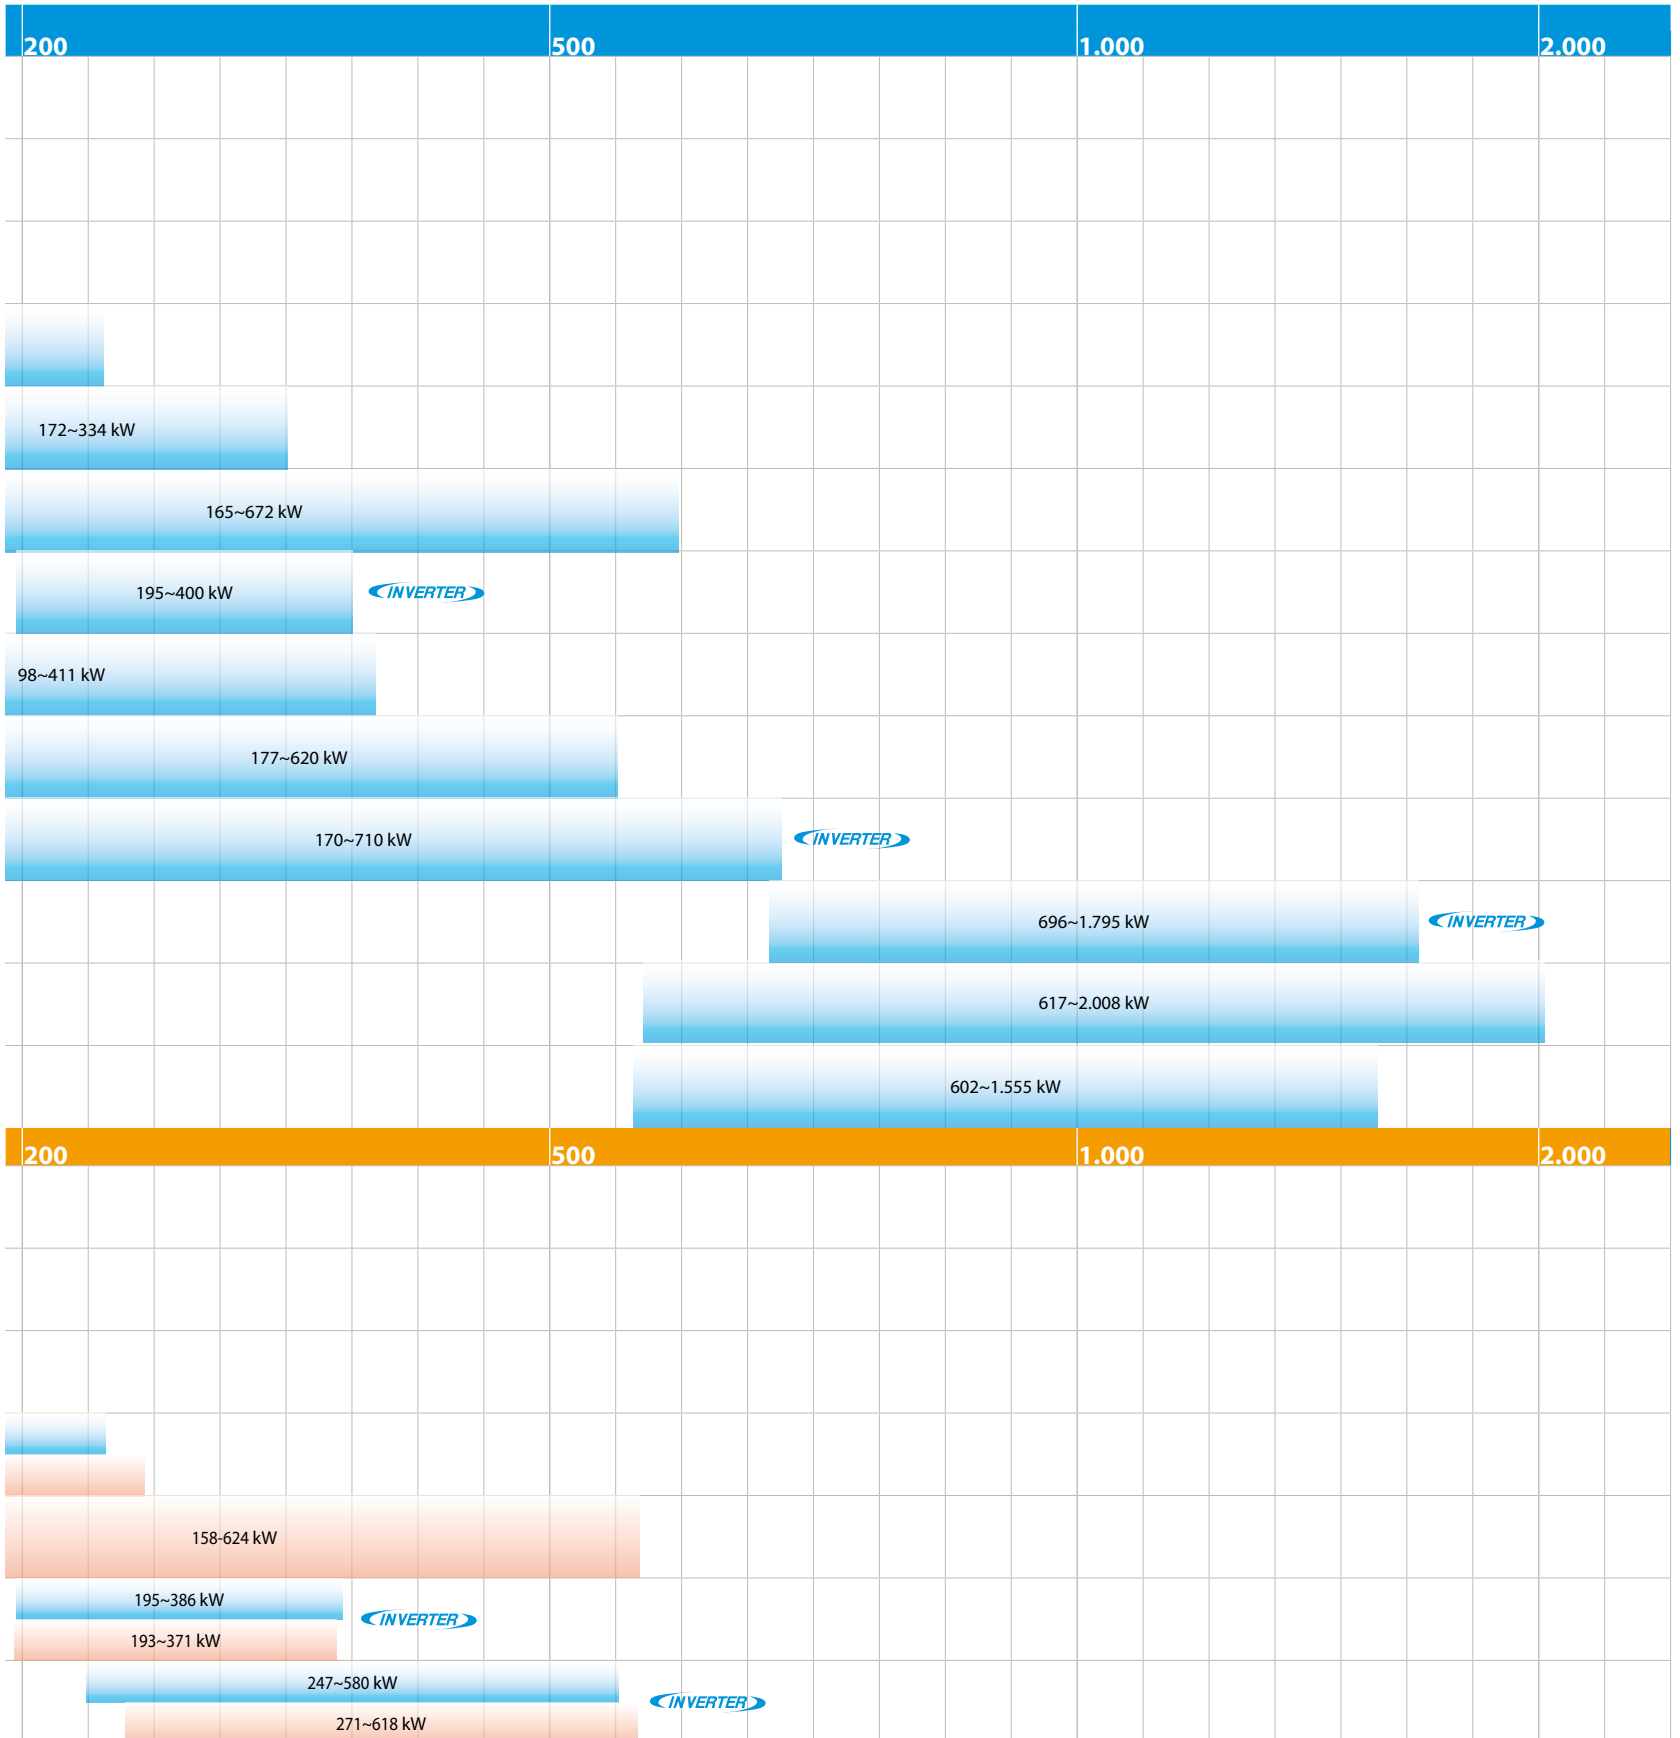 200 500 1.000 2.000
172~334 kW
165~672 kW
195~400 kW INVERTER
98~411 kW
177~620 kW
170~710 kW INVERTER
696~1.795 kW INVERTER
617~2.008 kW
602~1.555 kW
200 500 1.000 2.000
158-624 kW
195~386 kW
INVERTER
193~371 kW
247~580 kW
INVERTER
271~618 kW